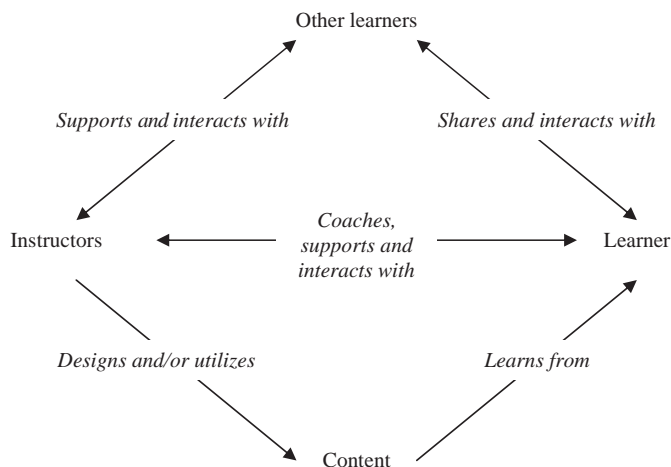 Other learners
Supports and interacts with
Shares and interacts with
Instructors
Coaches,
supports and
interacts with
Learner
Designs and/or utilizes
Learns from
Content